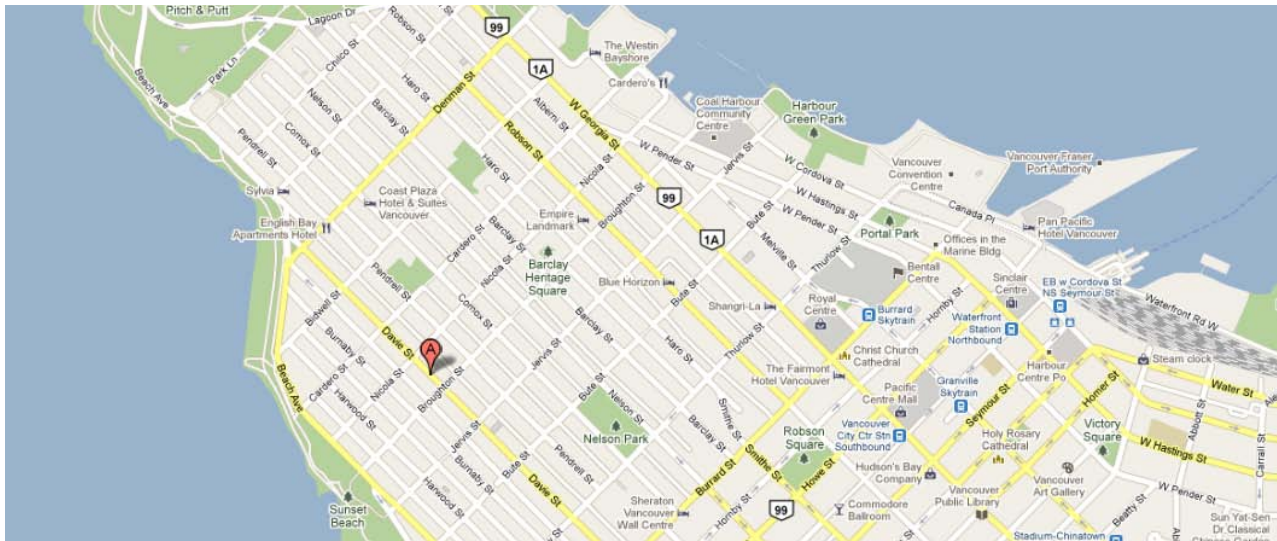 Pitch & Putt
Lagoon Dr
99
Robson St
The Westin
Bayshore
Chilco St
Park Ln
Beach Ave
1A
Cardero's
Denman St
Haro St
W Georgia St
Alberni St
Coal Harbour
Community
Centre
Harbour
Green Park
Nelson St
Barclay St
Comox St
Pendrell St
Robson St
Nicola St
W Pender St
Jervis St
W Cordova St
Vancouver
Convention
Centre
Vancouver Fraser
Port Authority
Haro St
Sylvia
Coast Plaza
Hotel & Suites
Vancouver
99
W Hastings St
Canada Pl
English Bay
Apartments Hotel
Empire
Landmark
Broughton St
Bute St
W Pender St
Portal Park
Pan Pacific
Hotel Vancouver
Cardero St
Barclay St
1A
Melville St
Thurlow St
Offices in the
Marine Bldg
Barclay
Heritage
Square
Nicola St
Bentall
Centre
Sinclair
Centre
EB w Cordova St
NS Seymour St
Pendrell St
Blue Horizon
Bute St
Shangri-La
Royal
Centre
Hornby St
Waterfront Rd W
Bidwell St
Comox St
Burrard
Skytrain
Waterfront
Station
Northbound
Burnaby St
Davie St
A
Barclay St
Haro St
Thurlow St
Christ Church
Cathedral
Steam clock
Jervis St
The Fairmont
Hotel Vancouver
Harbour
Centre Po
Beach Ave
Cardero St
Nicola St
Broughton St
Pacific
Centre Mall
Granville
Skytrain
Homer St
Water St
Harwood St
Bute St
Nelson St
Smithe St
Seymour St
Abbott St
Carrall St
Nelson Park
Vancouver
City Ctr Stn
Southbound
Victory
Square
Jervis St
Barclay St
Robson
Square
Holy Rosary
Cathedral
W Hastings St
Bute St
Pendrell St
Smithe St
Hudson's Bay
Company
Vancouver
Art Gallery
Burnaby St
Davie St
Burrard St
Howe St
Vancouver
Public Library
W Pender St
Harwood St
Sunset
Beach
Sheraton
Vancouver
Wall Centre
Hornby St
99
Commodore
Ballroom
Beatty St
Sun Yat-Sen
Dr Classical
Chinese Garden
Stadium-Chinatown